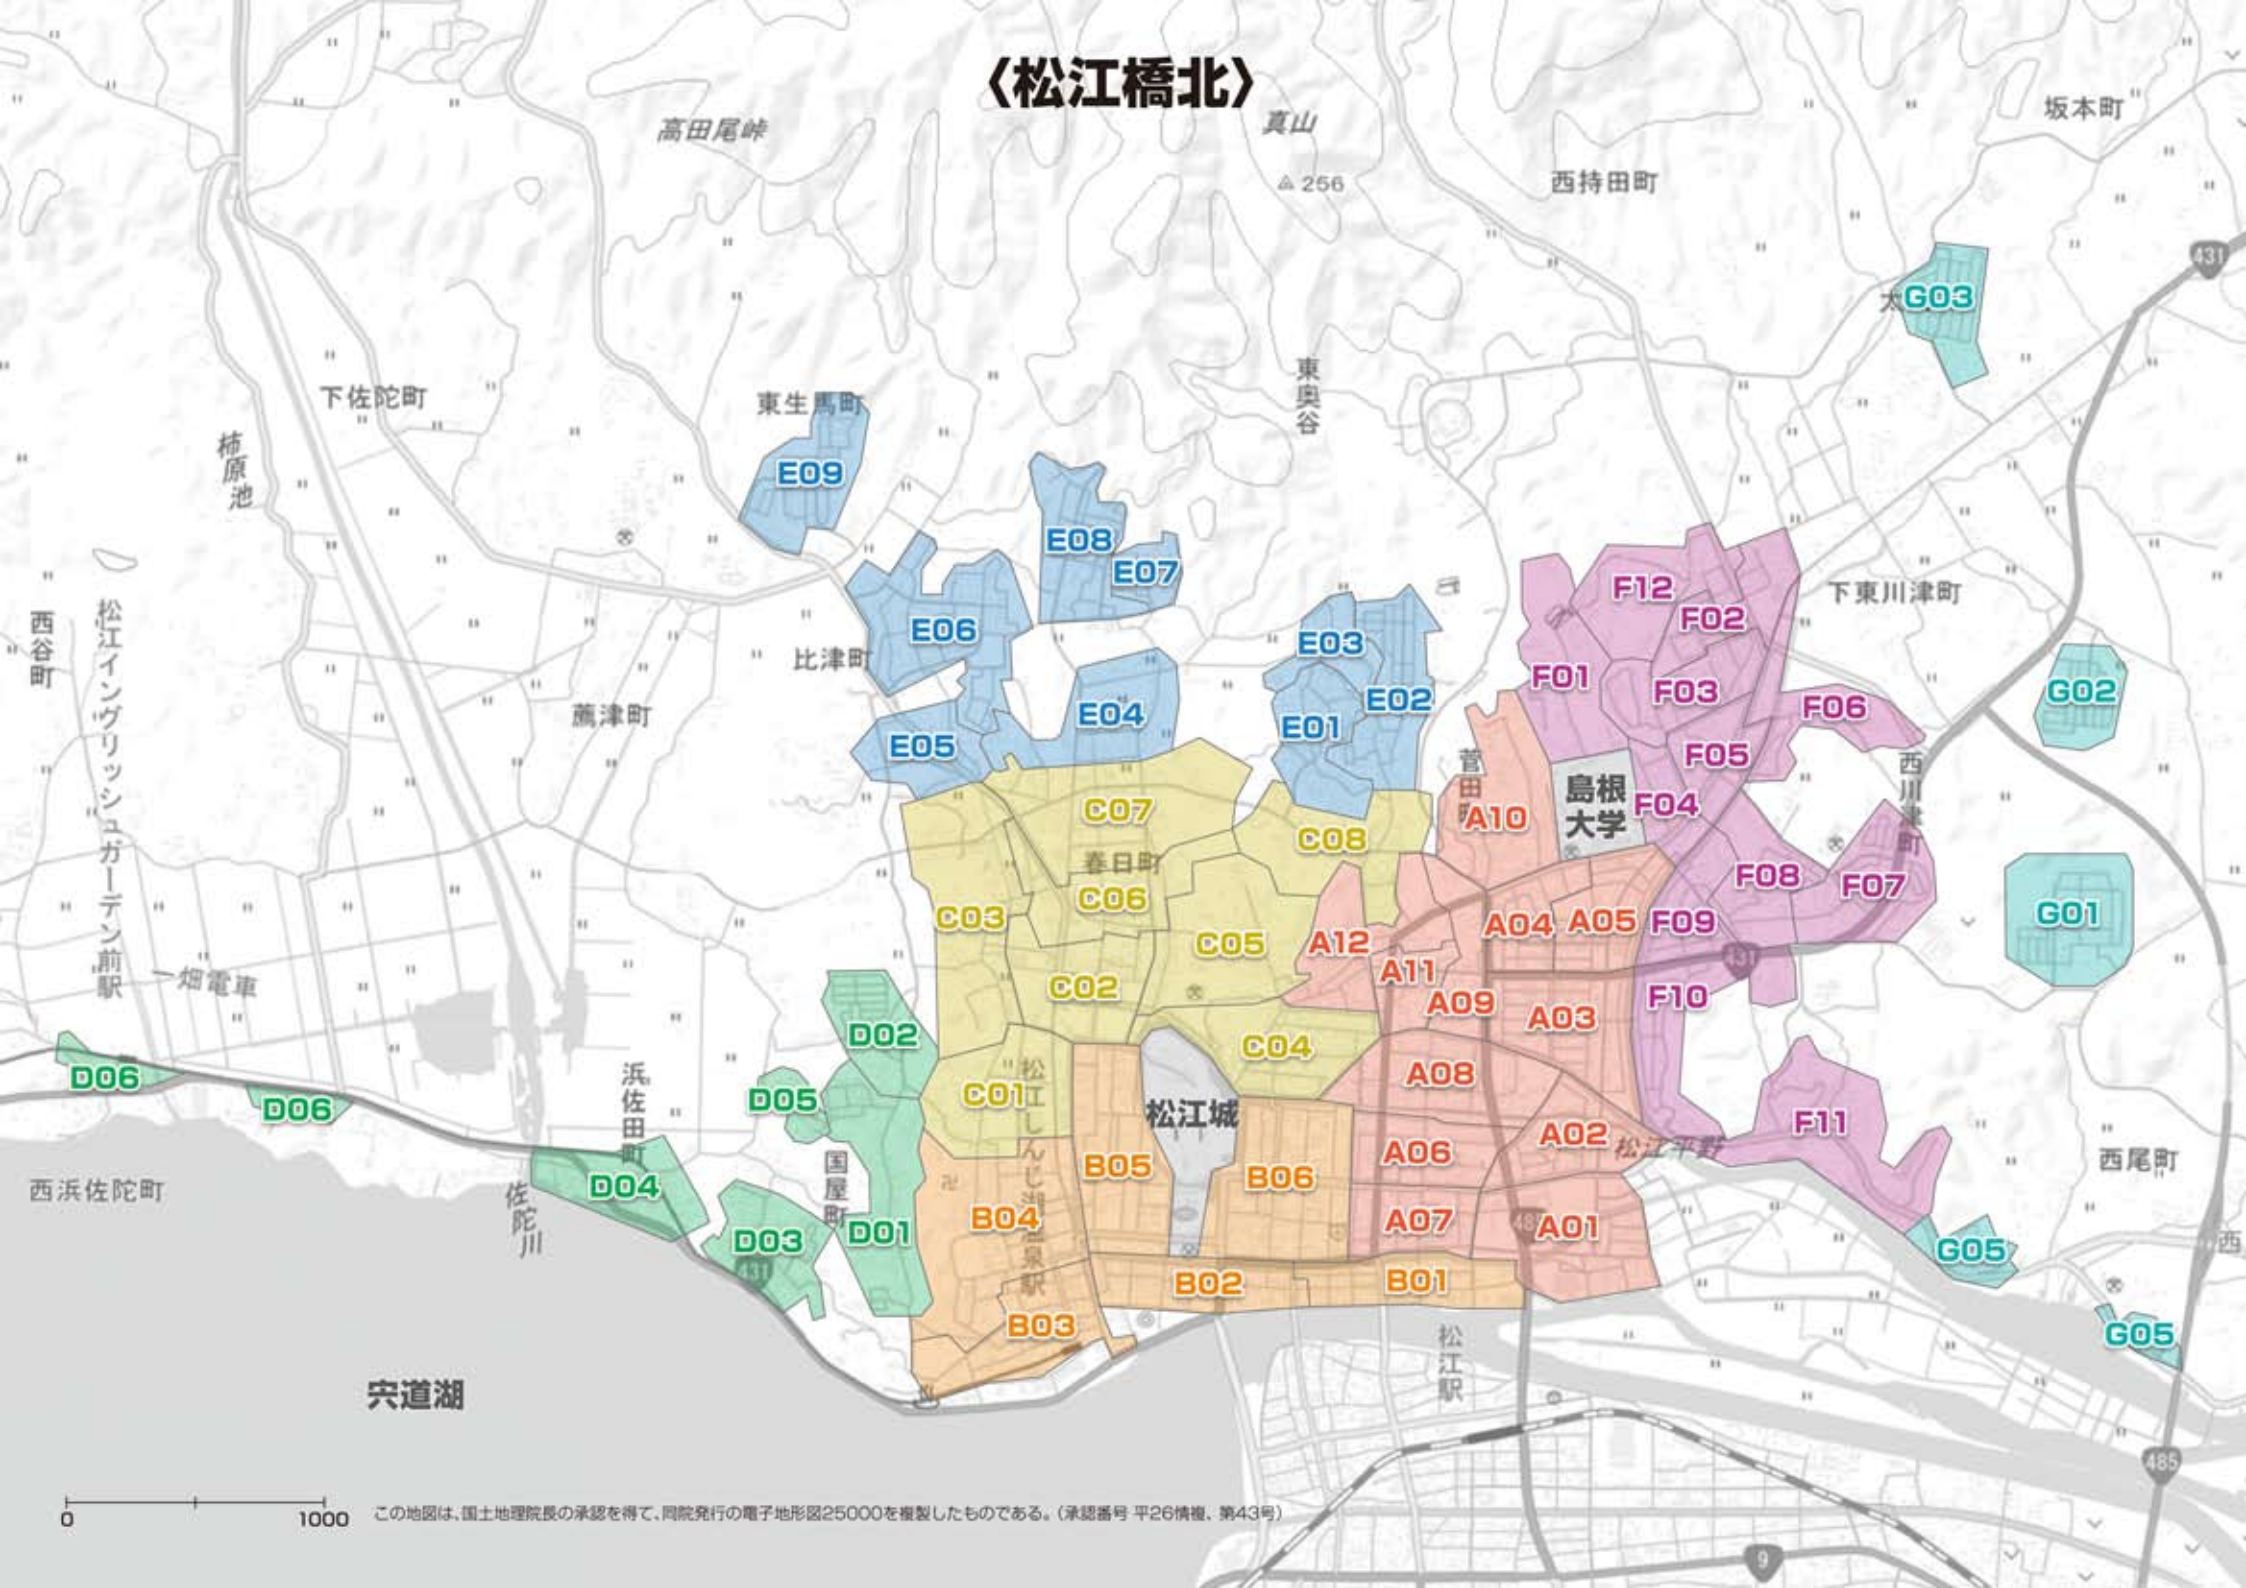 〈松江橋北〉
坂本町
高田尾峠
真山
256
西持田町
431
G03
東奥谷
下佐陀町
東生馬町
柿原池
E09
E08
E07
F12
F02
下東川津町
西谷町
松江イングリッシュガーデン前駅
E06
E03
比津町
F01
F03
G02
E02
F06
薦津町
E04
E01
E05
F05
菅田町
西川津町
島根
大学
F04
C07
A10
C08
春日町
F08
F07
C06
C03
G01
A04
A05
F09
C05
A12
431
A11
一畑電車
C02
F10
A09
A03
D02
C04
浜佐田町
D06
A08
C01
松江しんじ湖温泉駅
D05
D06
松江城
F11
A02
松江平野
A06
西尾町
国屋町
B05
B06
西浜佐陀町
D04
佐陀川
B04
A07
485
A01
D01
D03
西
G05
431
B02
B01
B03
G05
松江駅
宍道湖
485
0
1000
この地図は、国土地理院長の承認を得て、同院発行の電子地形図25000を複製したものである。（承認番号 平26情複、第43号）
9